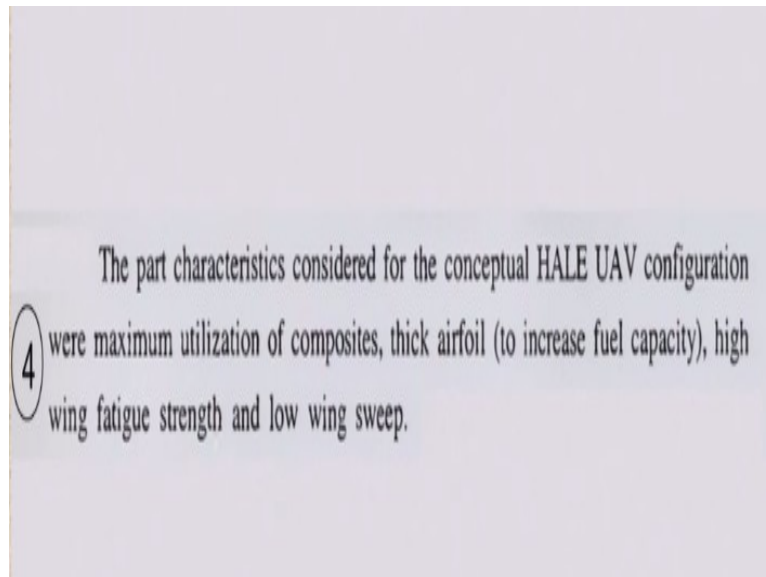 The part characteristics considered for the conceptual HALE UAV configuration
4 were maximum utilization of composites, thick airfoil (to increase fuel capacity), high
wing fatigue strength and low wing sweep.